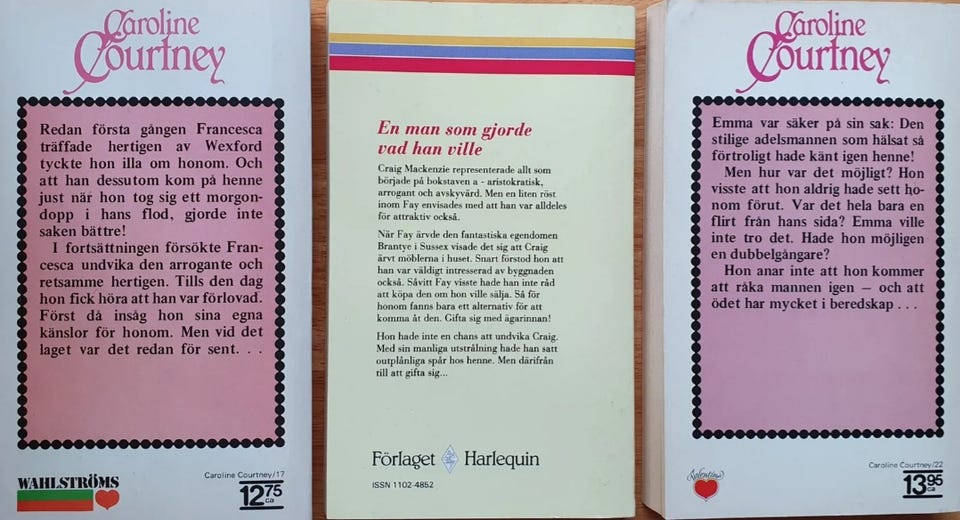 Caroline
Courtney
Redan första gången Francesca
träffade hertigen av Wexford
tyckte hon illa om honom. Och
att han dessutom kom på henne
just när hon tog sig ett morgon-
dopp i hans flod, gjorde inte
saken bättre!
I fortsättningen försökte Fran-
cesca undvika den arrogante och
retsamme hertigen. Tills den dag
hon fick höra att han var förlovad.
Först då insåg hon sina egna
känslor för honom. Men vid det
laget var det redan för sent. . .
WAHLSTRÖMS
Caroline Courtney/17
12 75
ca
En man som gjorde
vad han ville
Craig Mackenzie representerade allt som
började på bokstaven a - aristokratisk,
arrogant och avskyvärd. Men en liten röst
inom Fay envisades med att han var alldeles
för attraktiv också.
När Fay ärvde den fantastiska egendomen
Brantye i Sussex visade det sig att Craig
ärvt möblerna i huset. Snart förstod hon att
han var väldigt intresserad av byggnaden
också. Såvitt Fay visste hade han inte råd
att köpa den om hon ville sälja. Så för
honom fanns bara ett alternativ för att
komma åt den. Gifta sig med ägarinnan!
Hon hade inte en chans att undvika Craig.
Med sin manliga utstrålning hade han satt
outplånliga spår hos henne. Men därifrån
till att gifta sig...
Förlaget Harlequin
ISSN 1102-4852
Caroline
Courtney
Emma var säker på sin sak: Den
stilige adelsmannen som hälsat så
förtroligt hade känt igen henne!
Men hur var det möjligt? Hon
visste att hon aldrig hade sett ho-
nom förut. Var det hela bara en
flirt från hans sida? Emma ville
inte tro det. Hade hon möjligen
en dubbelgångare?
Hon anar inte att hon kommer
att råka mannen igen – och att
ödet har mycket i beredskap . . .
Caroline Courtney/22
13 95
ca